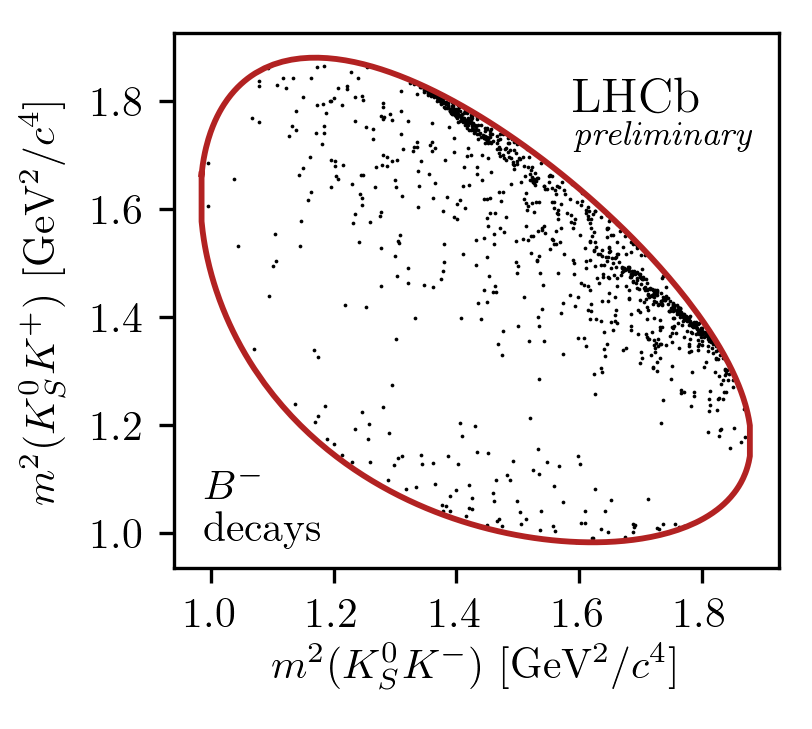 LHCb
preliminary
1.8
1.6
1.4
1.2
1.0
m²(K⁰_S K⁺) [GeV²/c⁴]
B⁻
decays
1.0 1.2 1.4 1.6 1.8
m²(K⁰_S K⁻) [GeV²/c⁴]